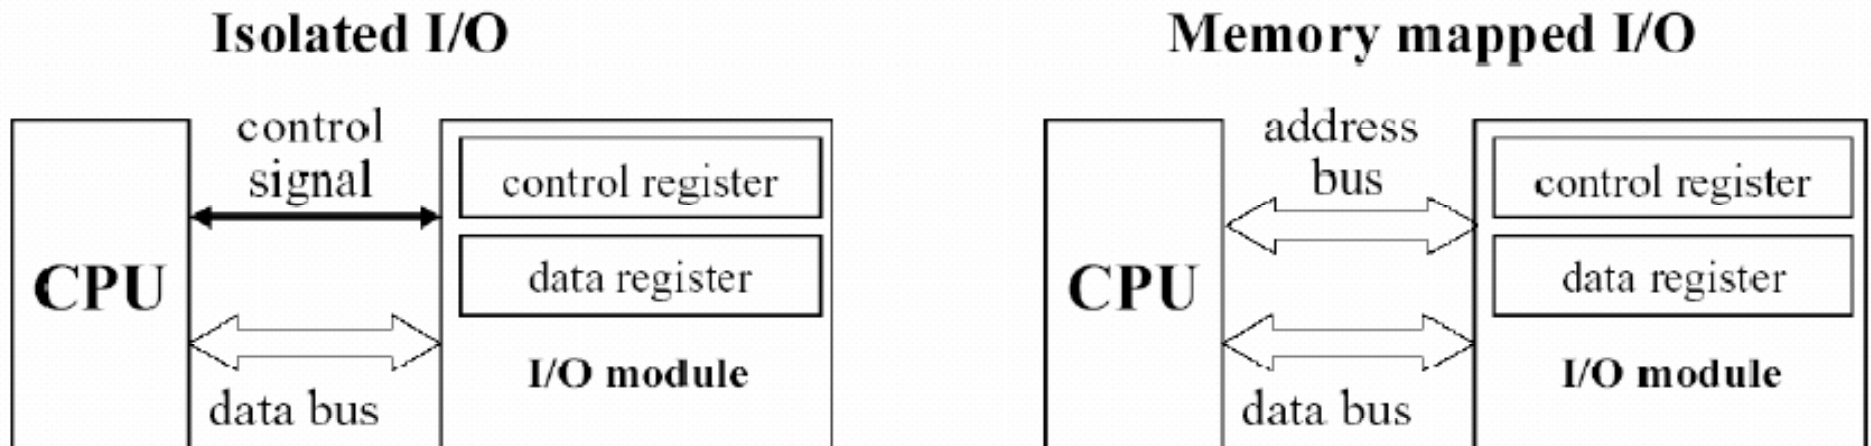 Isolated I/O
control
signal
CPU
control register
data register
I/O module
data bus
Memory mapped I/O
address
bus
CPU
control register
data register
I/O module
data bus